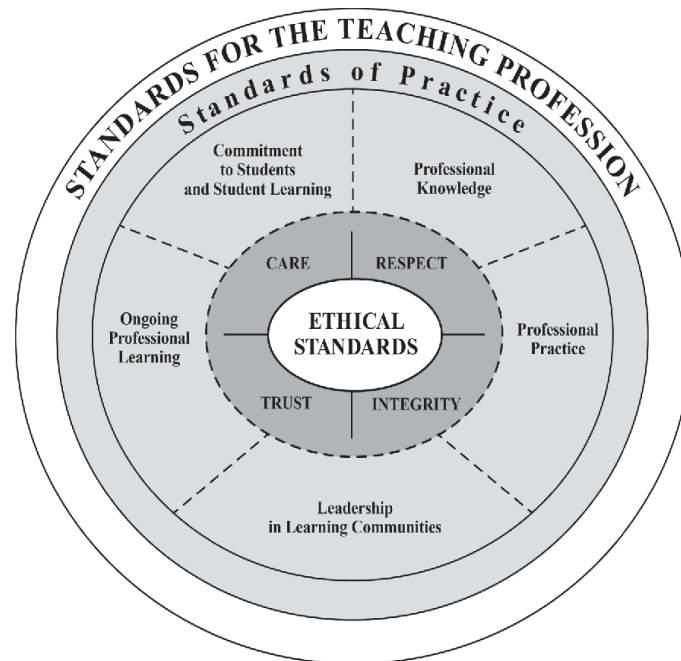 STANDARDS FOR THE TEACHING PROFESSION
Standards of Practice
Commitment
to Students
and Student Learning
Professional
Knowledge
CARE
RESPECT
Ongoing
Professional
Learning
ETHICAL
STANDARDS
Professional
Practice
TRUST
INTEGRITY
Leadership
in Learning Communities